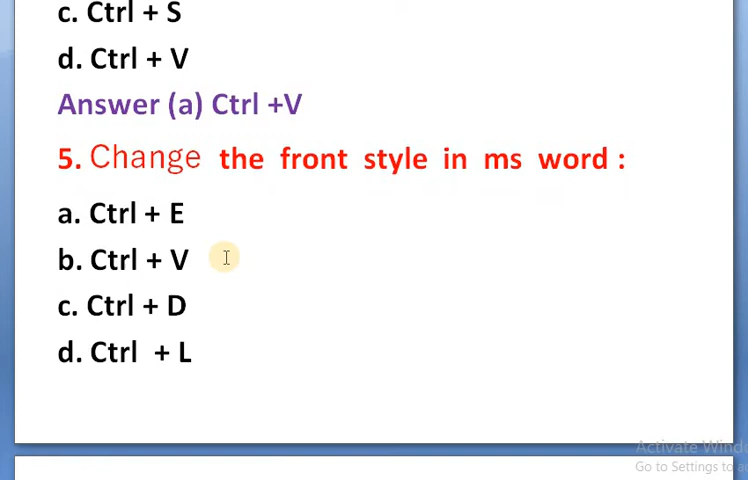 c. Ctrl + S
d. Ctrl + V
Answer (a) Ctrl +V
5. Change the front style in ms word :
a. Ctrl + E
b. Ctrl + V
c. Ctrl + D
d. Ctrl + L
Activate Wind
Go to Settings to a